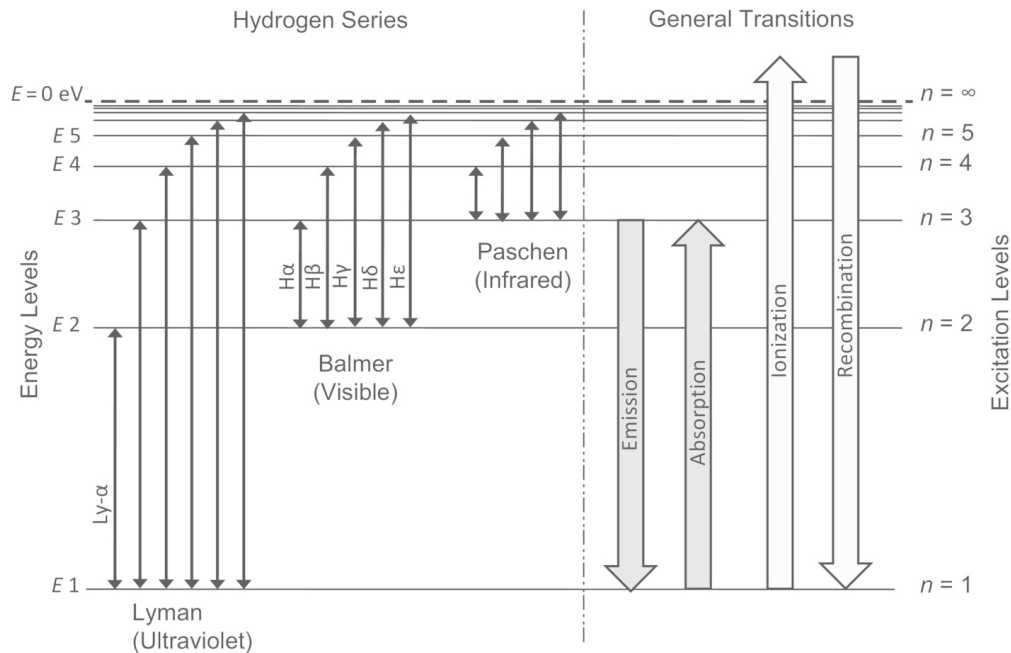 Hydrogen Series
General Transitions
E = 0 eV
n = ∞
E 5
n = 5
E 4
n = 4
E 3
n = 3
Paschen
(Infrared)
Hα
Hβ
Hγ
Hδ
Hε
E 2
n = 2
Balmer
(Visible)
Energy Levels
Excitation Levels
Ly-α
Emission
Absorption
Ionization
Recombination
E 1
n = 1
Lyman
(Ultraviolet)